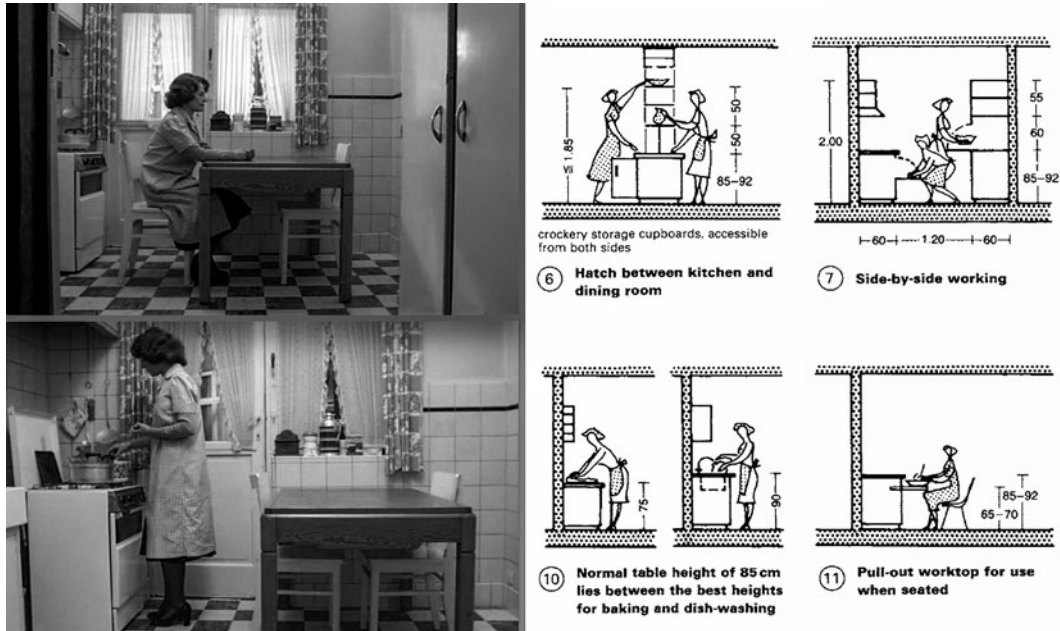 50
50
≦ 1.85
85–92
crockery storage cupboards, accessible
from both sides
6 Hatch between kitchen and
dining room
2.00
55
60
85–92
60 1.20 60
7 Side-by-side working
75
90
10 Normal table height of 85 cm
lies between the best heights
for baking and dish-washing
85–92
65–70
11 Pull-out worktop for use
when seated